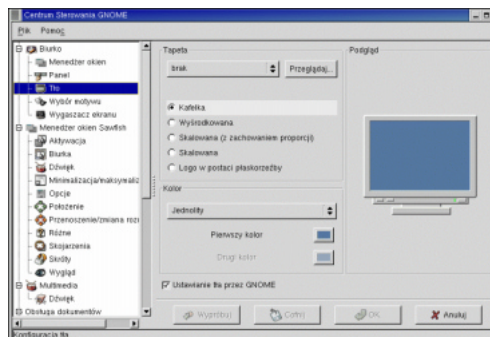 Centrum Sterowania GNOME
Plik Pomoc
Biurko
Menedżer okien
Panel
Tło
Wybór motywu
Wygaszacz ekranu
Menedżer okien Sawfish
Aktywacja
Biurka
Dźwięk
Minimalizacja/maksymaliz
Opcje
Położenie
Przenoszenie/zmiana rozm
Różne
Skojarzenia
Skróty
Wygląd
Multimedia
Dźwięk
Obsługa dokumentów
Tapeta
brak
Przeglądaj...
Kafelka
Wyśrodkowana
Skalowana (z zachowaniem proporcji)
Skalowana
Logo w postaci płaskorzeźby
Kolor
Jednolity
Pierwszy kolor
Drugi kolor
Podgląd
Ustawianie tła przez GNOME
Wypróbuj
Cofnij
OK
Anuluj
Konfiguracja tła